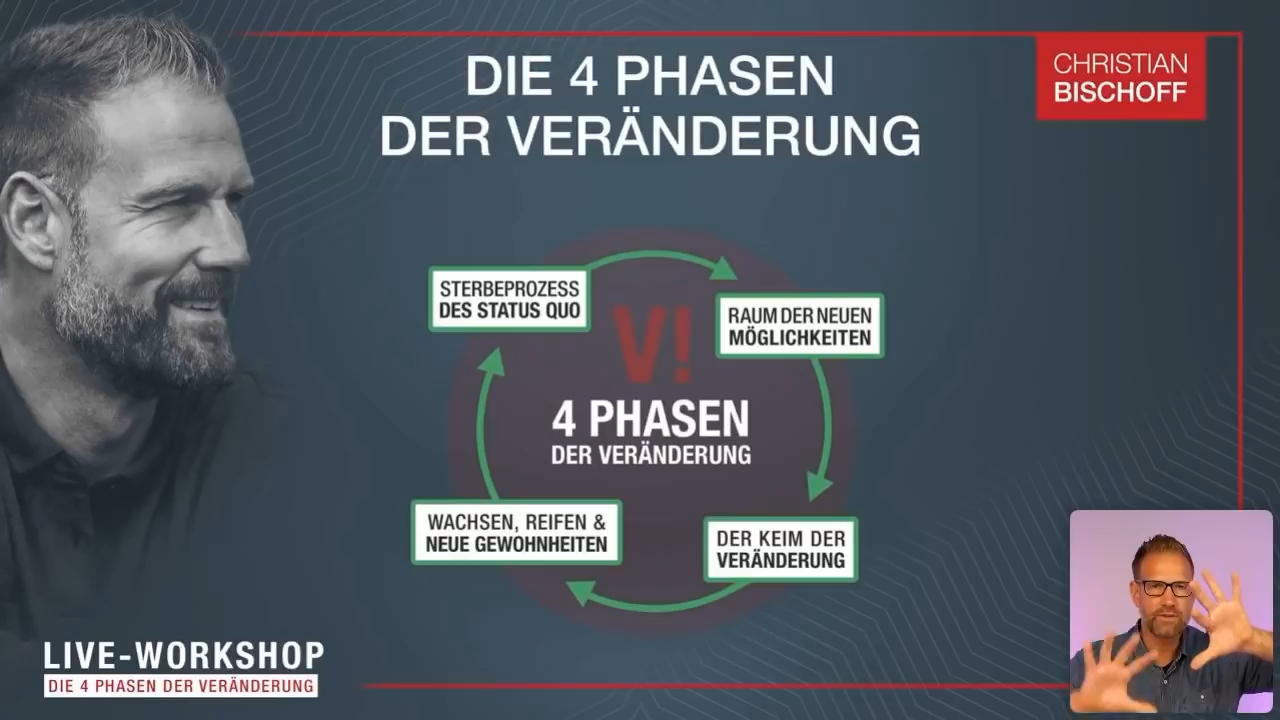 DIE 4 PHASEN
DER VERÄNDERUNG
CHRISTIAN
BISCHOFF
STERBEPROZESS
DES STATUS QUO
RAUM DER NEUEN
MÖGLICHKEITEN
V!
4 PHASEN
DER VERÄNDERUNG
WACHSEN, REIFEN &
NEUE GEWOHNHEITEN
DER KEIM DER
VERÄNDERUNG
LIVE-WORKSHOP
DIE 4 PHASEN DER VERÄNDERUNG